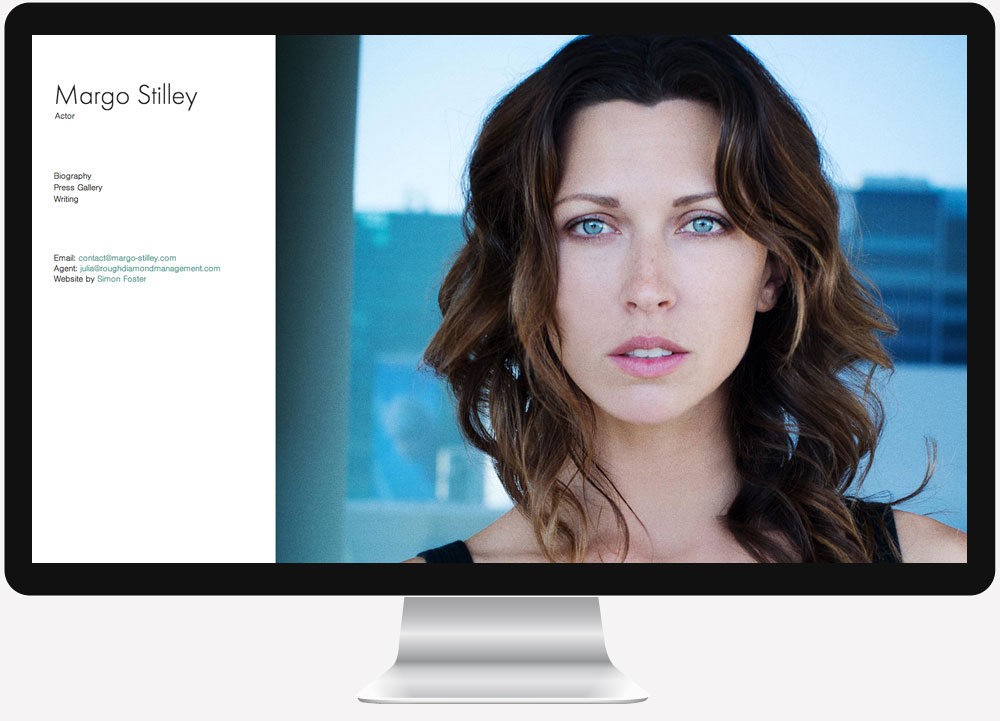 Margo Stilley
Actor
Biography
Press Gallery
Writing
Email: contact@margo-stilley.com
Agent: julia@roughdiamondmanagement.com
Website by Simon Foster